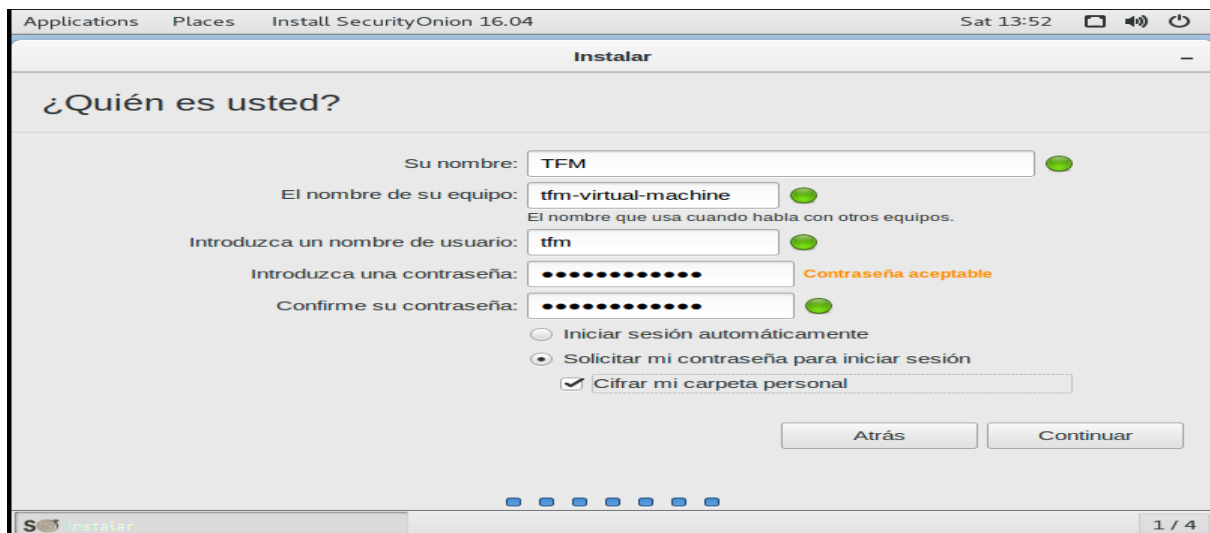 Applications Places Install SecurityOnion 16.04 Sat 13:52
Instalar
¿Quién es usted?
Su nombre: TFM
El nombre de su equipo: tfm-virtual-machine
El nombre que usa cuando habla con otros equipos.
Introduzca un nombre de usuario: tfm
Introduzca una contraseña: ●●●●●●●●●●●● Contraseña aceptable
Confirme su contraseña: ●●●●●●●●●●●●
Iniciar sesión automáticamente
Solicitar mi contraseña para iniciar sesión
Cifrar mi carpeta personal
Atrás Continuar
S instalar 1 / 4